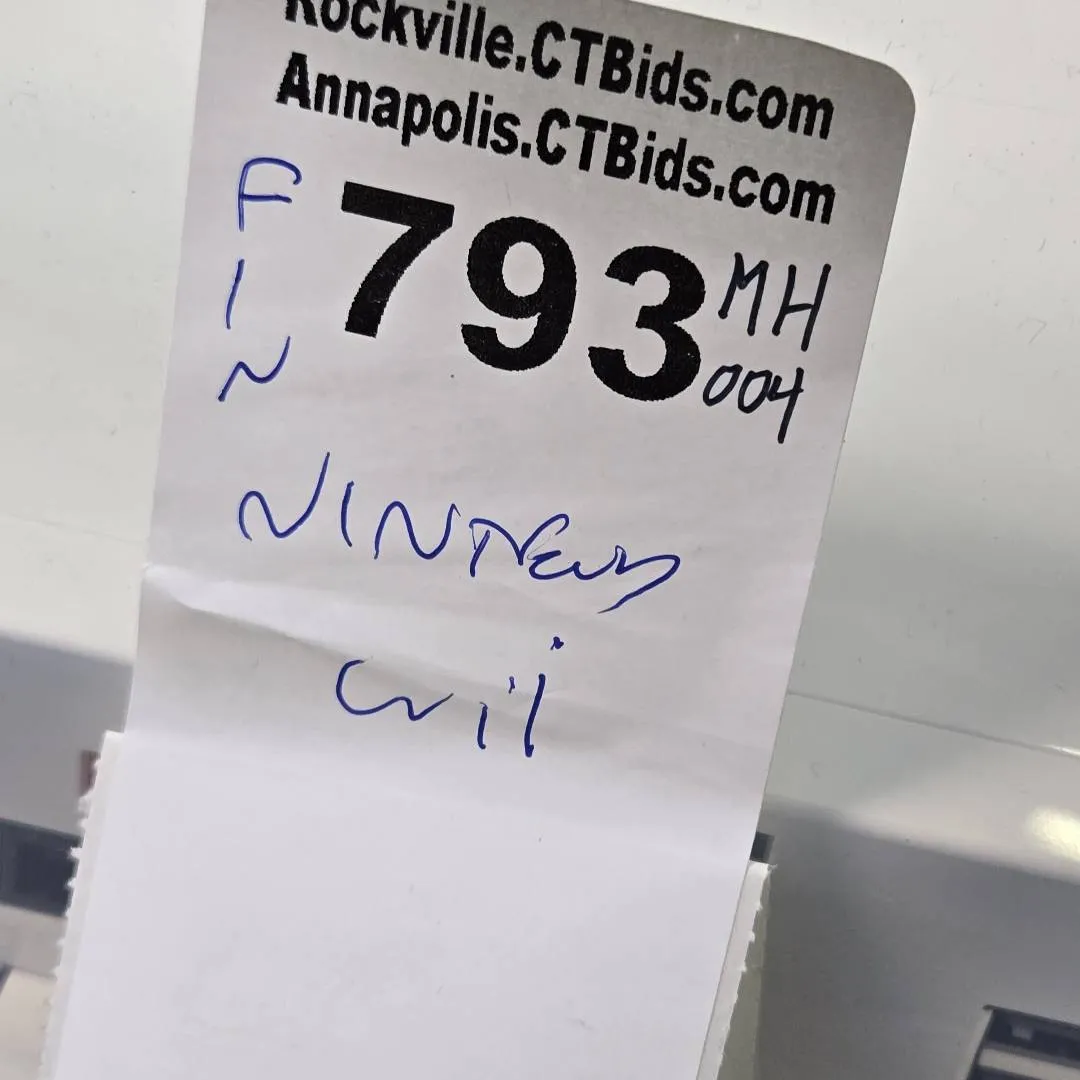 Rockville.CTBids.com
Annapolis.CTBids.com
FIN
793
MH
004
NINTENDO
Wii